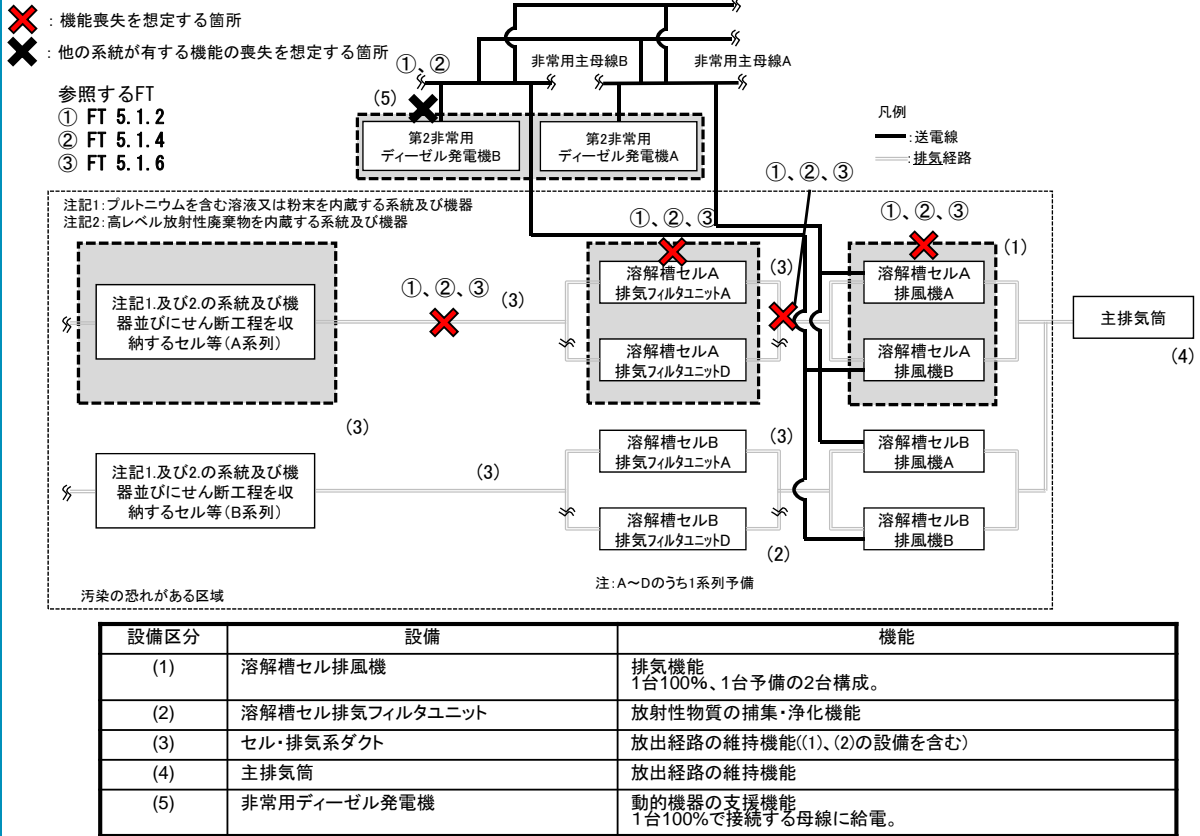 : 機能喪失を想定する箇所
: 他の系統が有する機能の喪失を想定する箇所
参照するFT
① FT 5.1.2
② FT 5.1.4
③ FT 5.1.6
①、②
(5)
非常用主母線B
非常用主母線A
第2非常用
ディーゼル発電機B
第2非常用
ディーゼル発電機A
凡例
:送電線
:排気経路
注記1:プルトニウムを含む溶液又は粉末を内蔵する系統及び機器
注記2:高レベル放射性廃棄物を内蔵する系統及び機器
①、②、③
①、②、③
①、②、③
(1)
注記1.及び2.の系統及び機
器並びにせん断工程を収
納するセル等(A系列)
①、②、③
(3)
溶解槽セルA
排気フィルタユニットA
(3)
溶解槽セルA
排風機A
溶解槽セルA
排気フィルタユニットD
溶解槽セルA
排風機B
主排気筒
(4)
(3)
注記1.及び2.の系統及び機
器並びにせん断工程を収
納するセル等(B系列)
(3)
溶解槽セルB
排気フィルタユニットA
(3)
溶解槽セルB
排風機A
溶解槽セルB
排気フィルタユニットD
(2)
溶解槽セルB
排風機B
注:A~Dのうち1系列予備
汚染の恐れがある区域
設備区分 設備 機能
(1) 溶解槽セル排風機 排気機能
1台100%、1台予備の2台構成。
(2) 溶解槽セル排気フィルタユニット 放射性物質の捕集・浄化機能
(3) セル・排気系ダクト 放出経路の維持機能((1)、(2)の設備を含む)
(4) 主排気筒 放出経路の維持機能
(5) 非常用ディーゼル発電機 動的機器の支援機能
1台100%で接続する母線に給電。